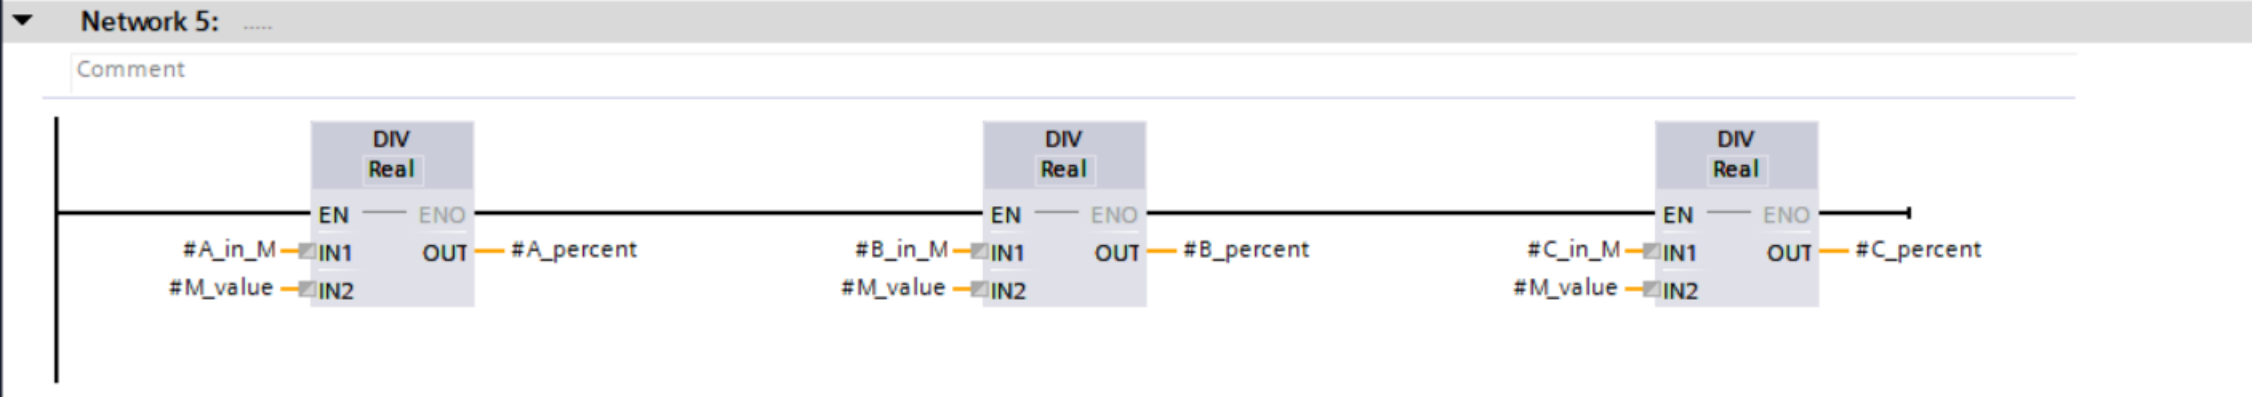 Network 5: .....
Comment
DIV DIV DIV
Real Real Real
EN ENO EN ENO EN ENO
#A_in_M IN1 OUT #A_percent #B_in_M IN1 OUT #B_percent #C_in_M IN1 OUT #C_percent
#M_value IN2 #M_value IN2 #M_value IN2